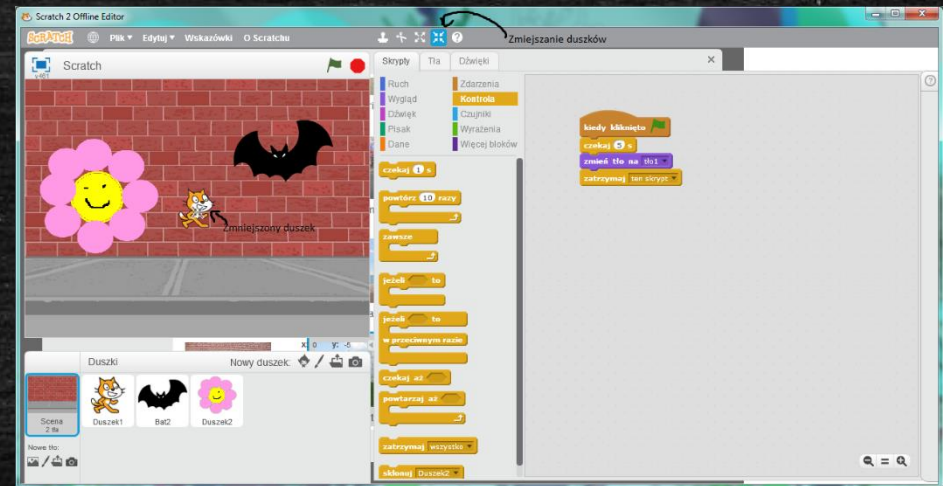 Scratch 2 Offline Editor
SCRATCH Plik Edytuj Wskazówki O Scratchu
Zmiejszanie duszków
Scratch
v461
Skrypty Tła Dźwięki
Ruch Zdarzenia
Wygląd Kontrola
Dźwięk Czujniki
Pisak Wyrażenia
Dane Więcej bloków
czekaj 1 s
powtórz 10 razy
zawsze
jeżeli to
jeżeli to
w przeciwnym razie
czekaj aż
powtarzaj aż
zatrzymaj wszystko
sklonuj Duszek2
kiedy kliknięto
czekaj 5 s
zmień tło na tło1
zatrzymaj ten skrypt
Zmniejszony duszek
x: 0 y:
Duszki Nowy duszek:
Scena
2 tła
Duszek1 Bat2 Duszek2
Nowe tło: